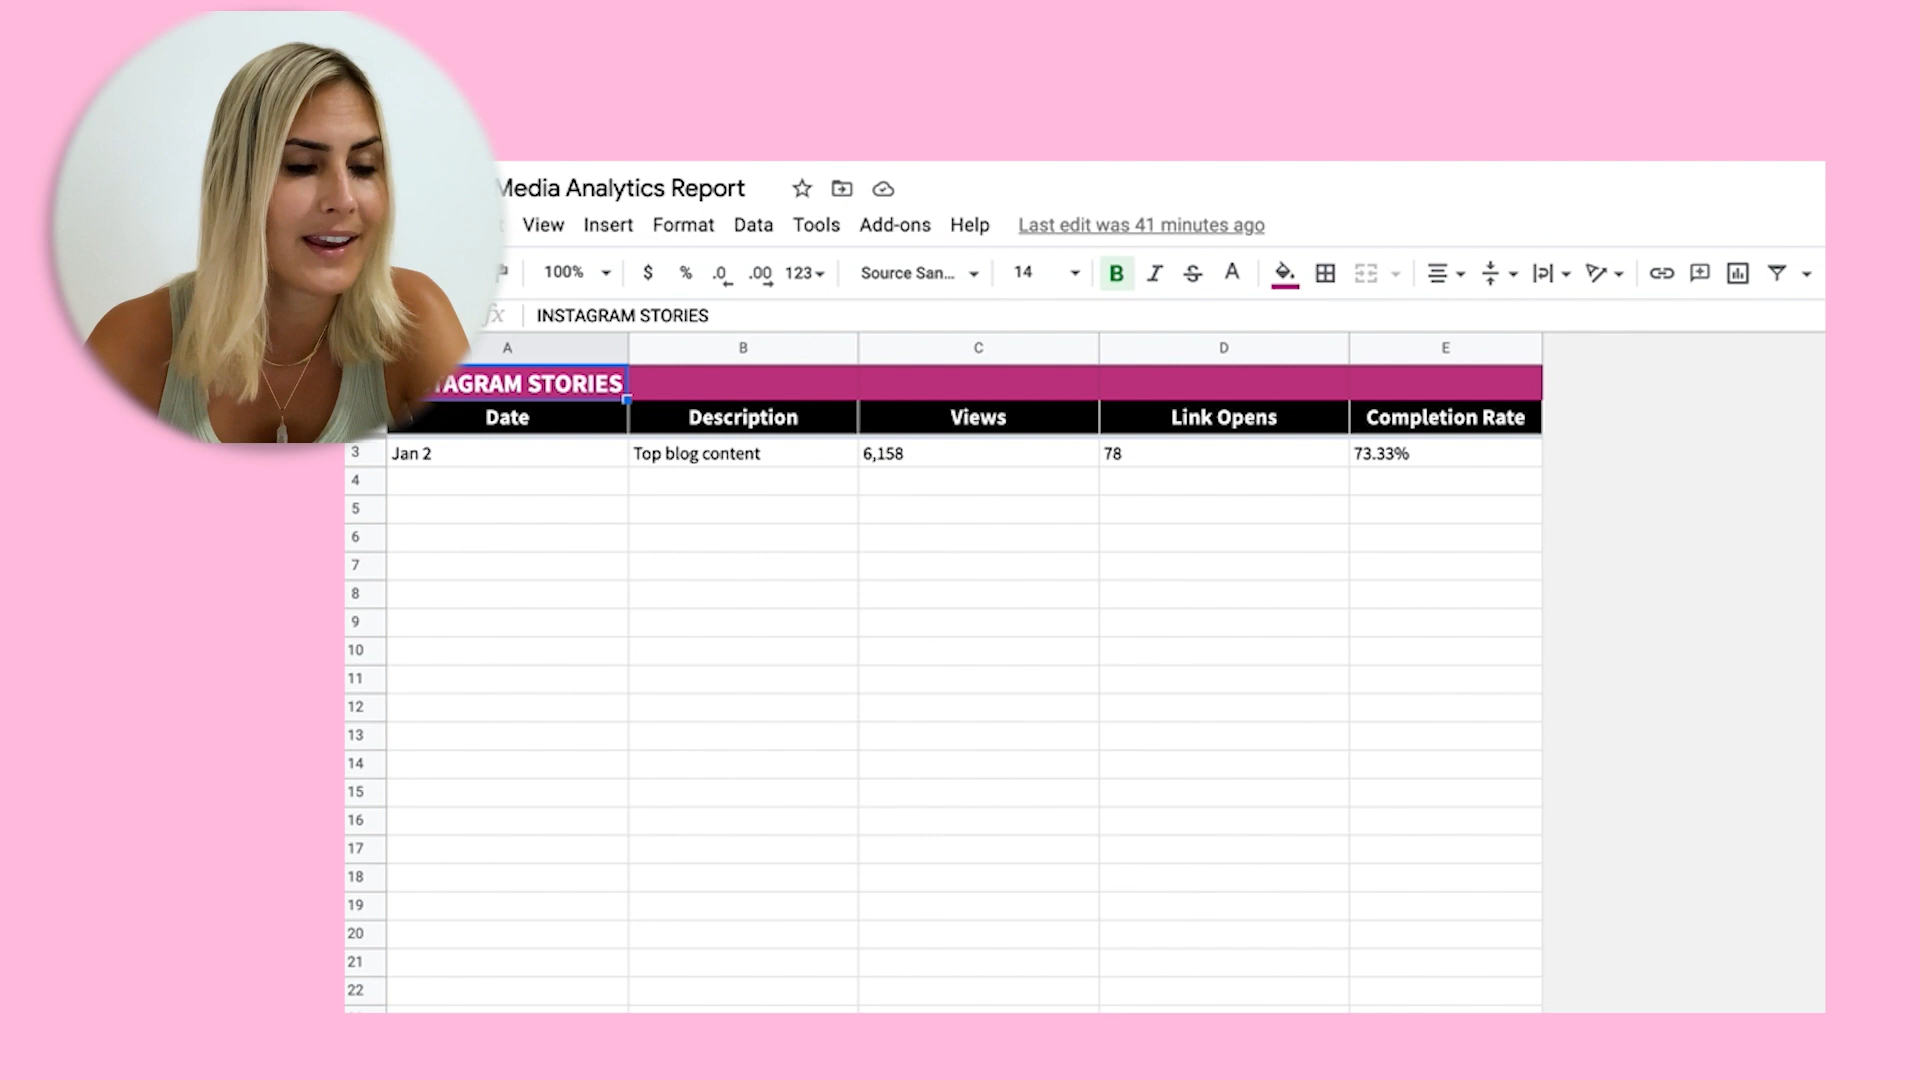 Media Analytics Report
View Insert Format Data Tools Add-ons Help Last edit was 41 minutes ago
100% $ % .0 .00 123 Source San... 14 B I S A
fx INSTAGRAM STORIES
A B C D E
TAGRAM STORIES
Date Description Views Link Opens Completion Rate
3 Jan 2 Top blog content 6,158 78 73.33%
4
5
6
7
8
9
10
11
12
13
14
15
16
17
18
19
20
21
22